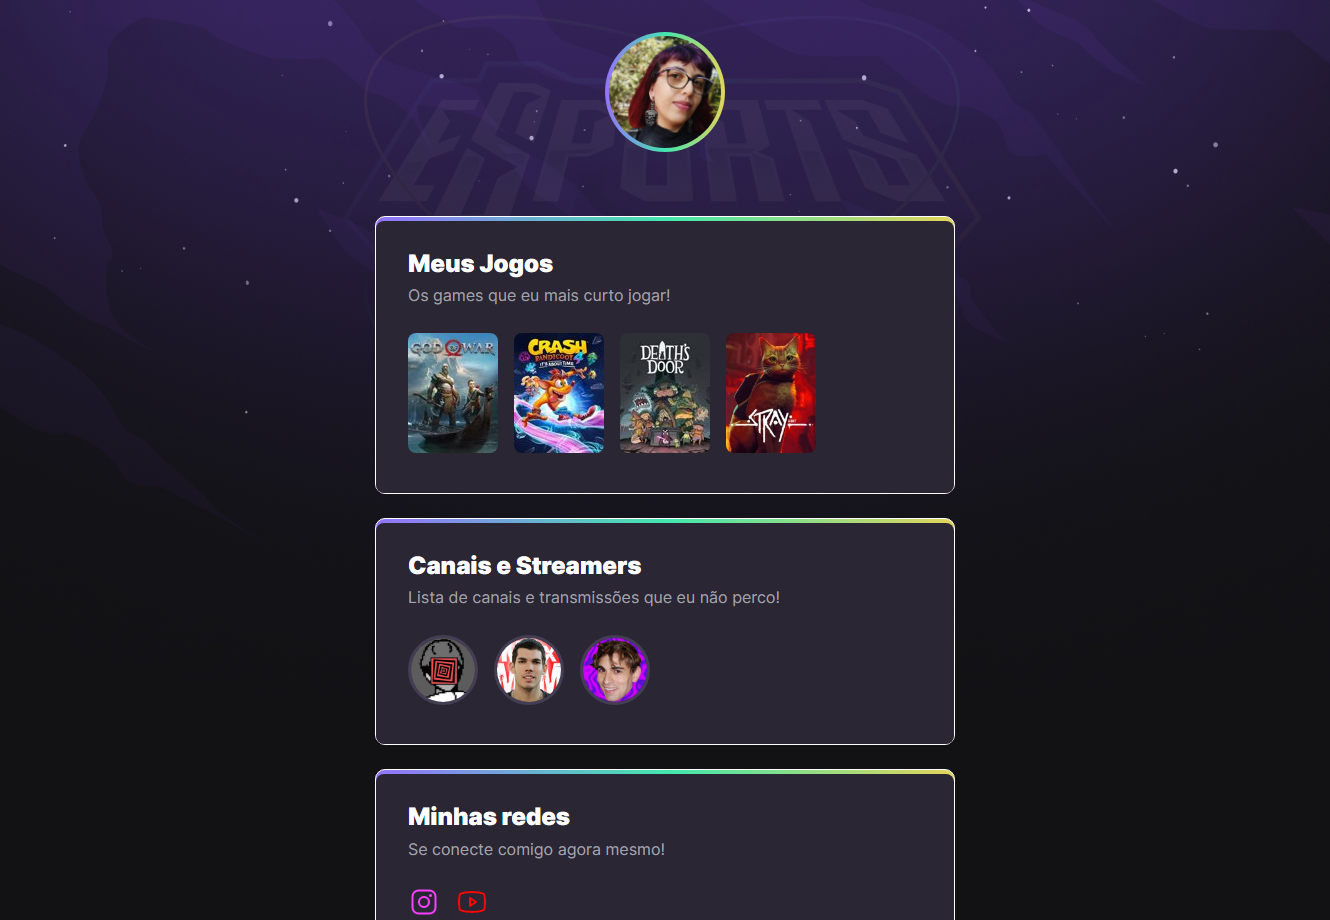 ESPORTS
Meus Jogos
Os games que eu mais curto jogar!
GOD OF WAR
CRASH
BANDICOOT 4
IT'S ABOUT TIME
DEATH'S
DOOR
STRAY
Canais e Streamers
Lista de canais e transmissões que eu não perco!
Minhas redes
Se conecte comigo agora mesmo!